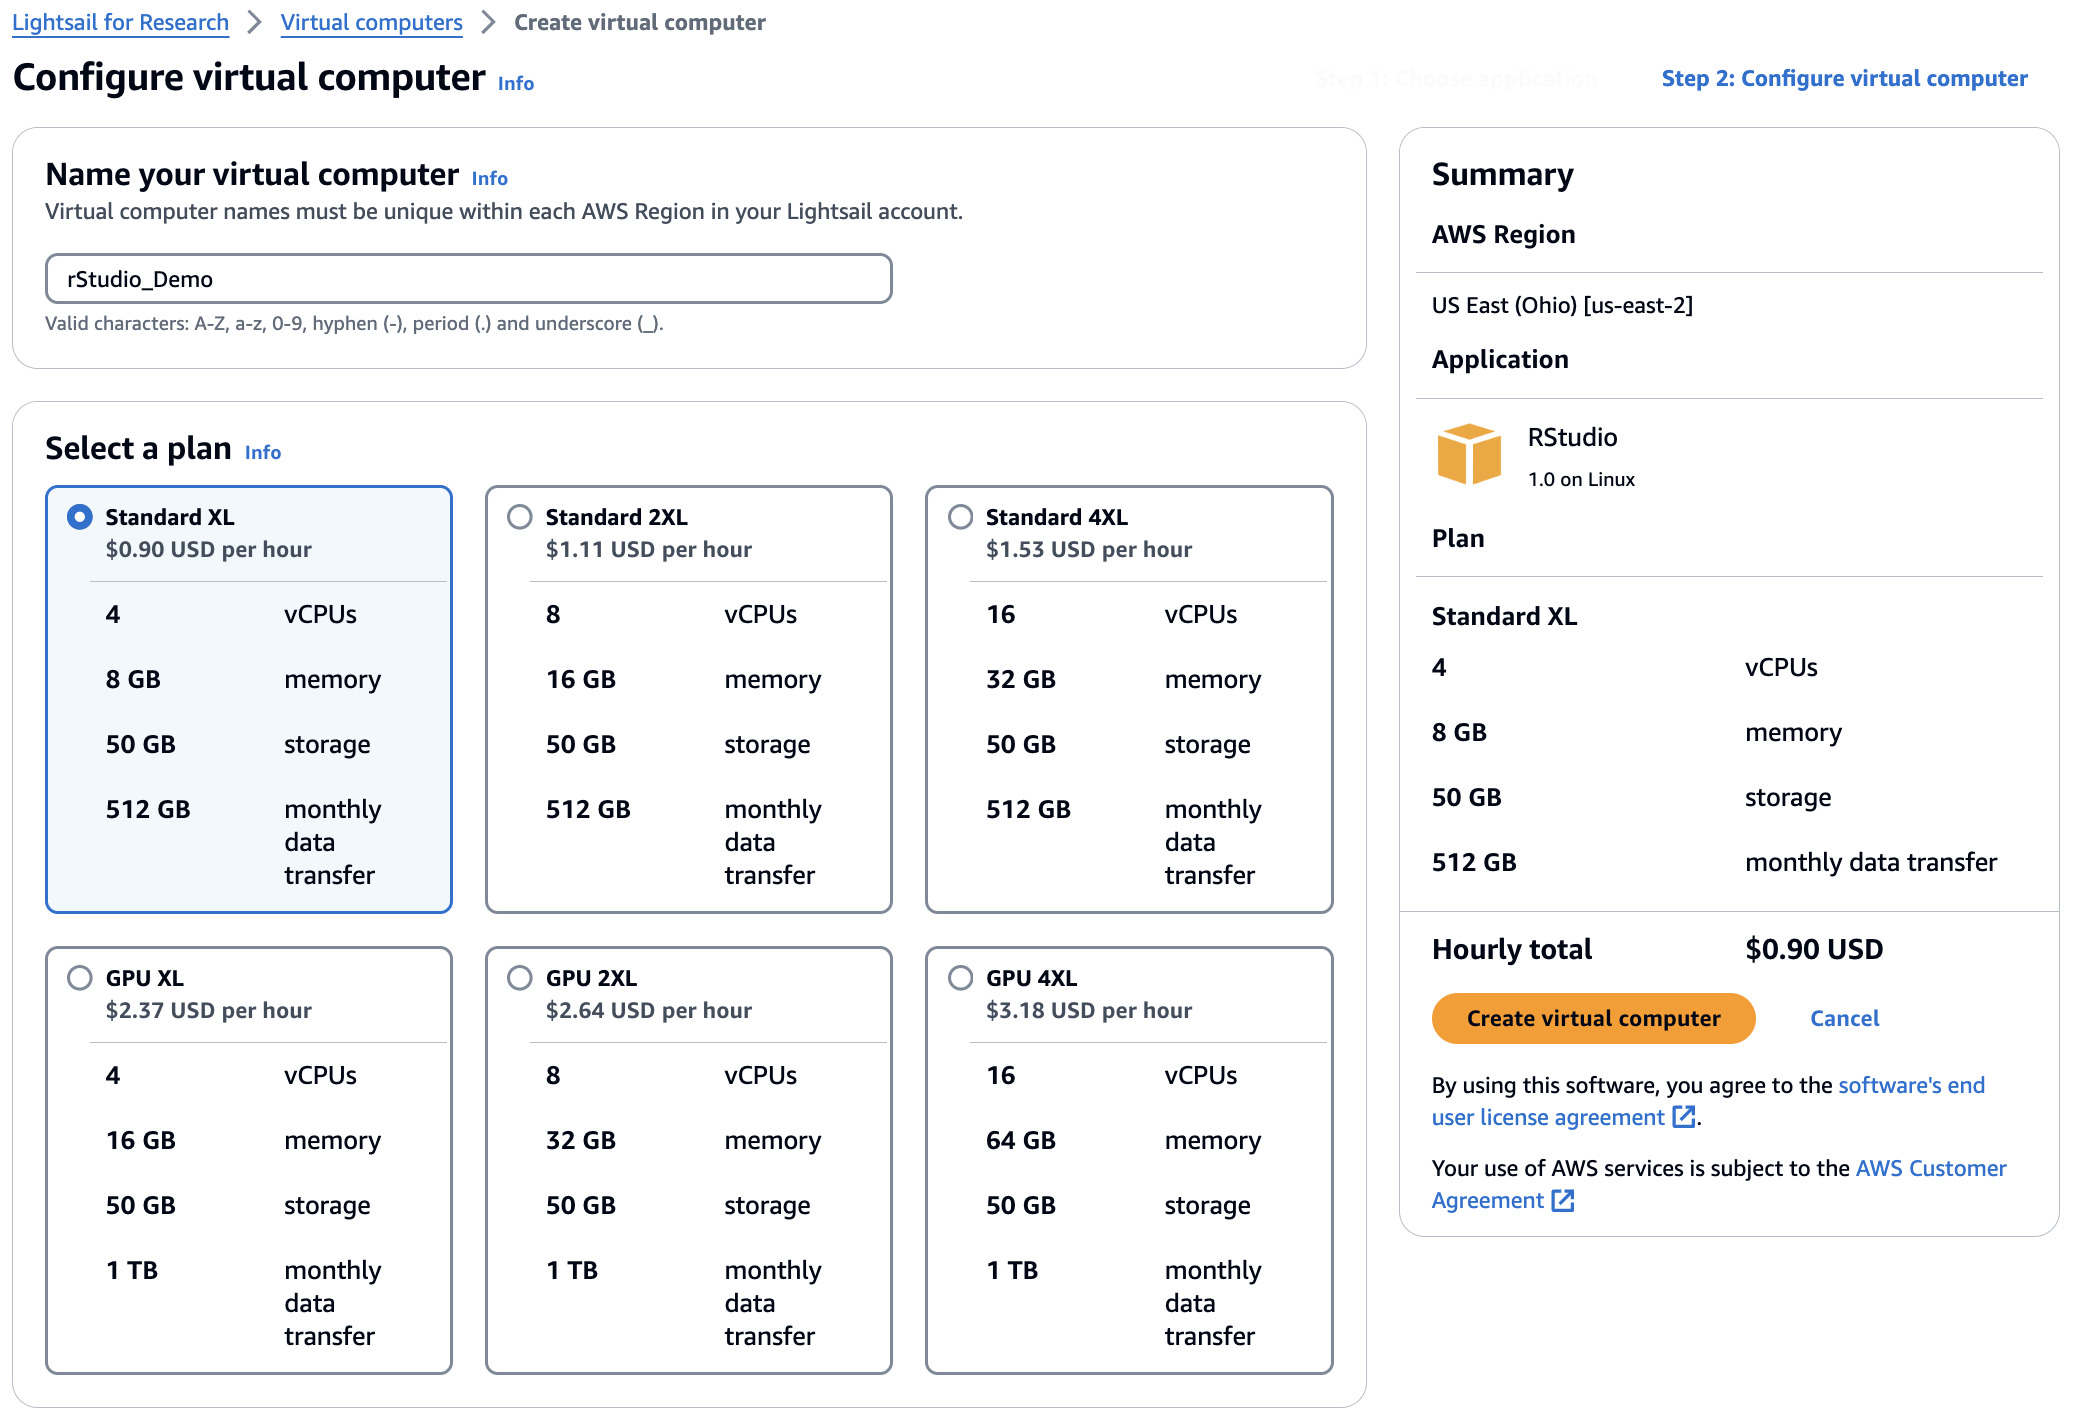 Lightsail for Research > Virtual computers > Create virtual computer
Configure virtual computer Info
Step 1: Choose application
Step 2: Configure virtual computer
Name your virtual computer Info
Virtual computer names must be unique within each AWS Region in your Lightsail account.
rStudio_Demo
Valid characters: A-Z, a-z, 0-9, hyphen (-), period (.) and underscore (_).
Select a plan Info
Standard XL
$0.90 USD per hour
4 vCPUs
8 GB memory
50 GB storage
512 GB monthly
data
transfer
Standard 2XL
$1.11 USD per hour
8 vCPUs
16 GB memory
50 GB storage
512 GB monthly
data
transfer
Standard 4XL
$1.53 USD per hour
16 vCPUs
32 GB memory
50 GB storage
512 GB monthly
data
transfer
GPU XL
$2.37 USD per hour
4 vCPUs
16 GB memory
50 GB storage
1 TB monthly
data
transfer
GPU 2XL
$2.64 USD per hour
8 vCPUs
32 GB memory
50 GB storage
1 TB monthly
data
transfer
GPU 4XL
$3.18 USD per hour
16 vCPUs
64 GB memory
50 GB storage
1 TB monthly
data
transfer
Summary
AWS Region
US East (Ohio) [us-east-2]
Application
RStudio
1.0 on Linux
Plan
Standard XL
4 vCPUs
8 GB memory
50 GB storage
512 GB monthly data transfer
Hourly total $0.90 USD
Create virtual computer Cancel
By using this software, you agree to the software's end
user license agreement.
Your use of AWS services is subject to the AWS Customer
Agreement